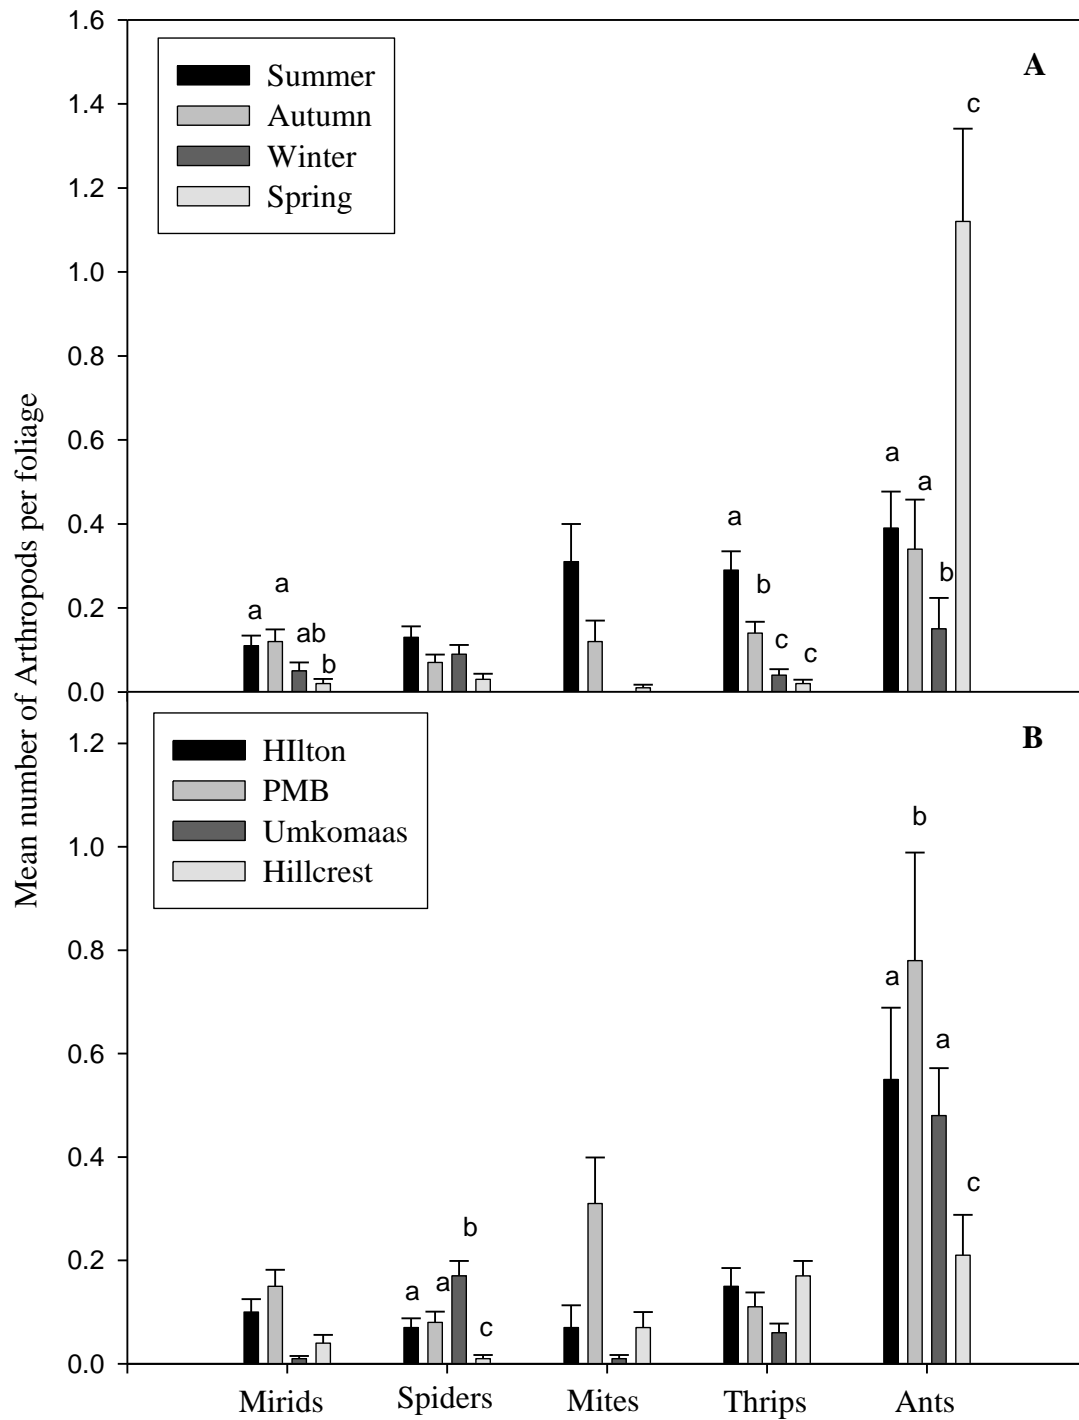 Mean number of Arthropods per foliage
A
Summer
Autumn
Winter
Spring
1.6
1.4
1.2
1.0
0.8
0.6
0.4
0.2
0.0
a
a
ab
b
a
b
c
c
a
a
b
c
B
HIlton
PMB
Umkomaas
Hillcrest
1.2
1.0
0.8
0.6
0.4
0.2
0.0
a
a
b
c
a
b
a
c
Mirids
Spiders
Mites
Thrips
Ants